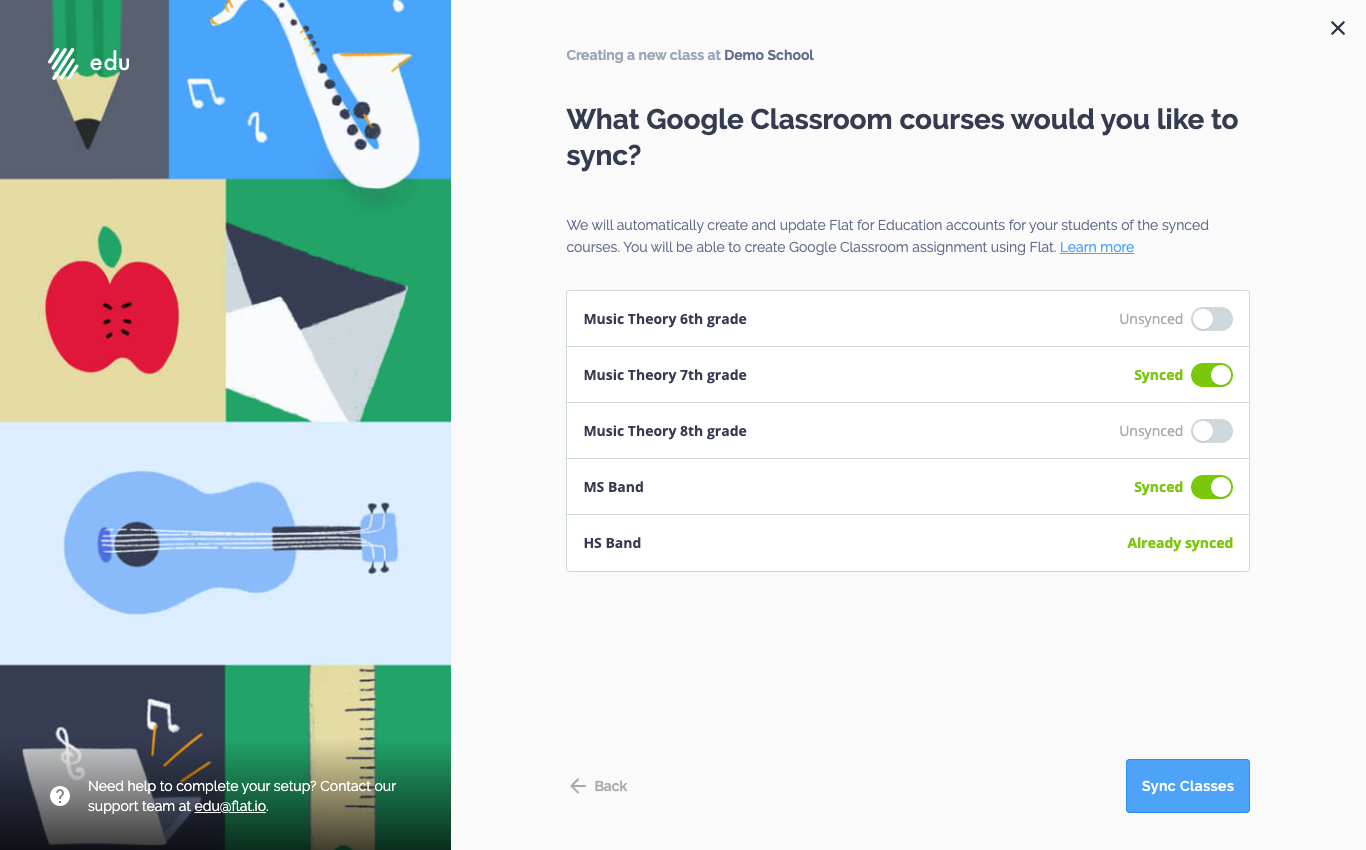 edu
Creating a new class at Demo School
What Google Classroom courses would you like to
sync?
We will automatically create and update Flat for Education accounts for your students of the synced
courses. You will be able to create Google Classroom assignment using Flat. Learn more
Music Theory 6th grade Unsynced
Music Theory 7th grade Synced
Music Theory 8th grade Unsynced
MS Band Synced
HS Band Already synced
Need help to complete your setup? Contact our
support team at edu@flat.io.
Back
Sync Classes